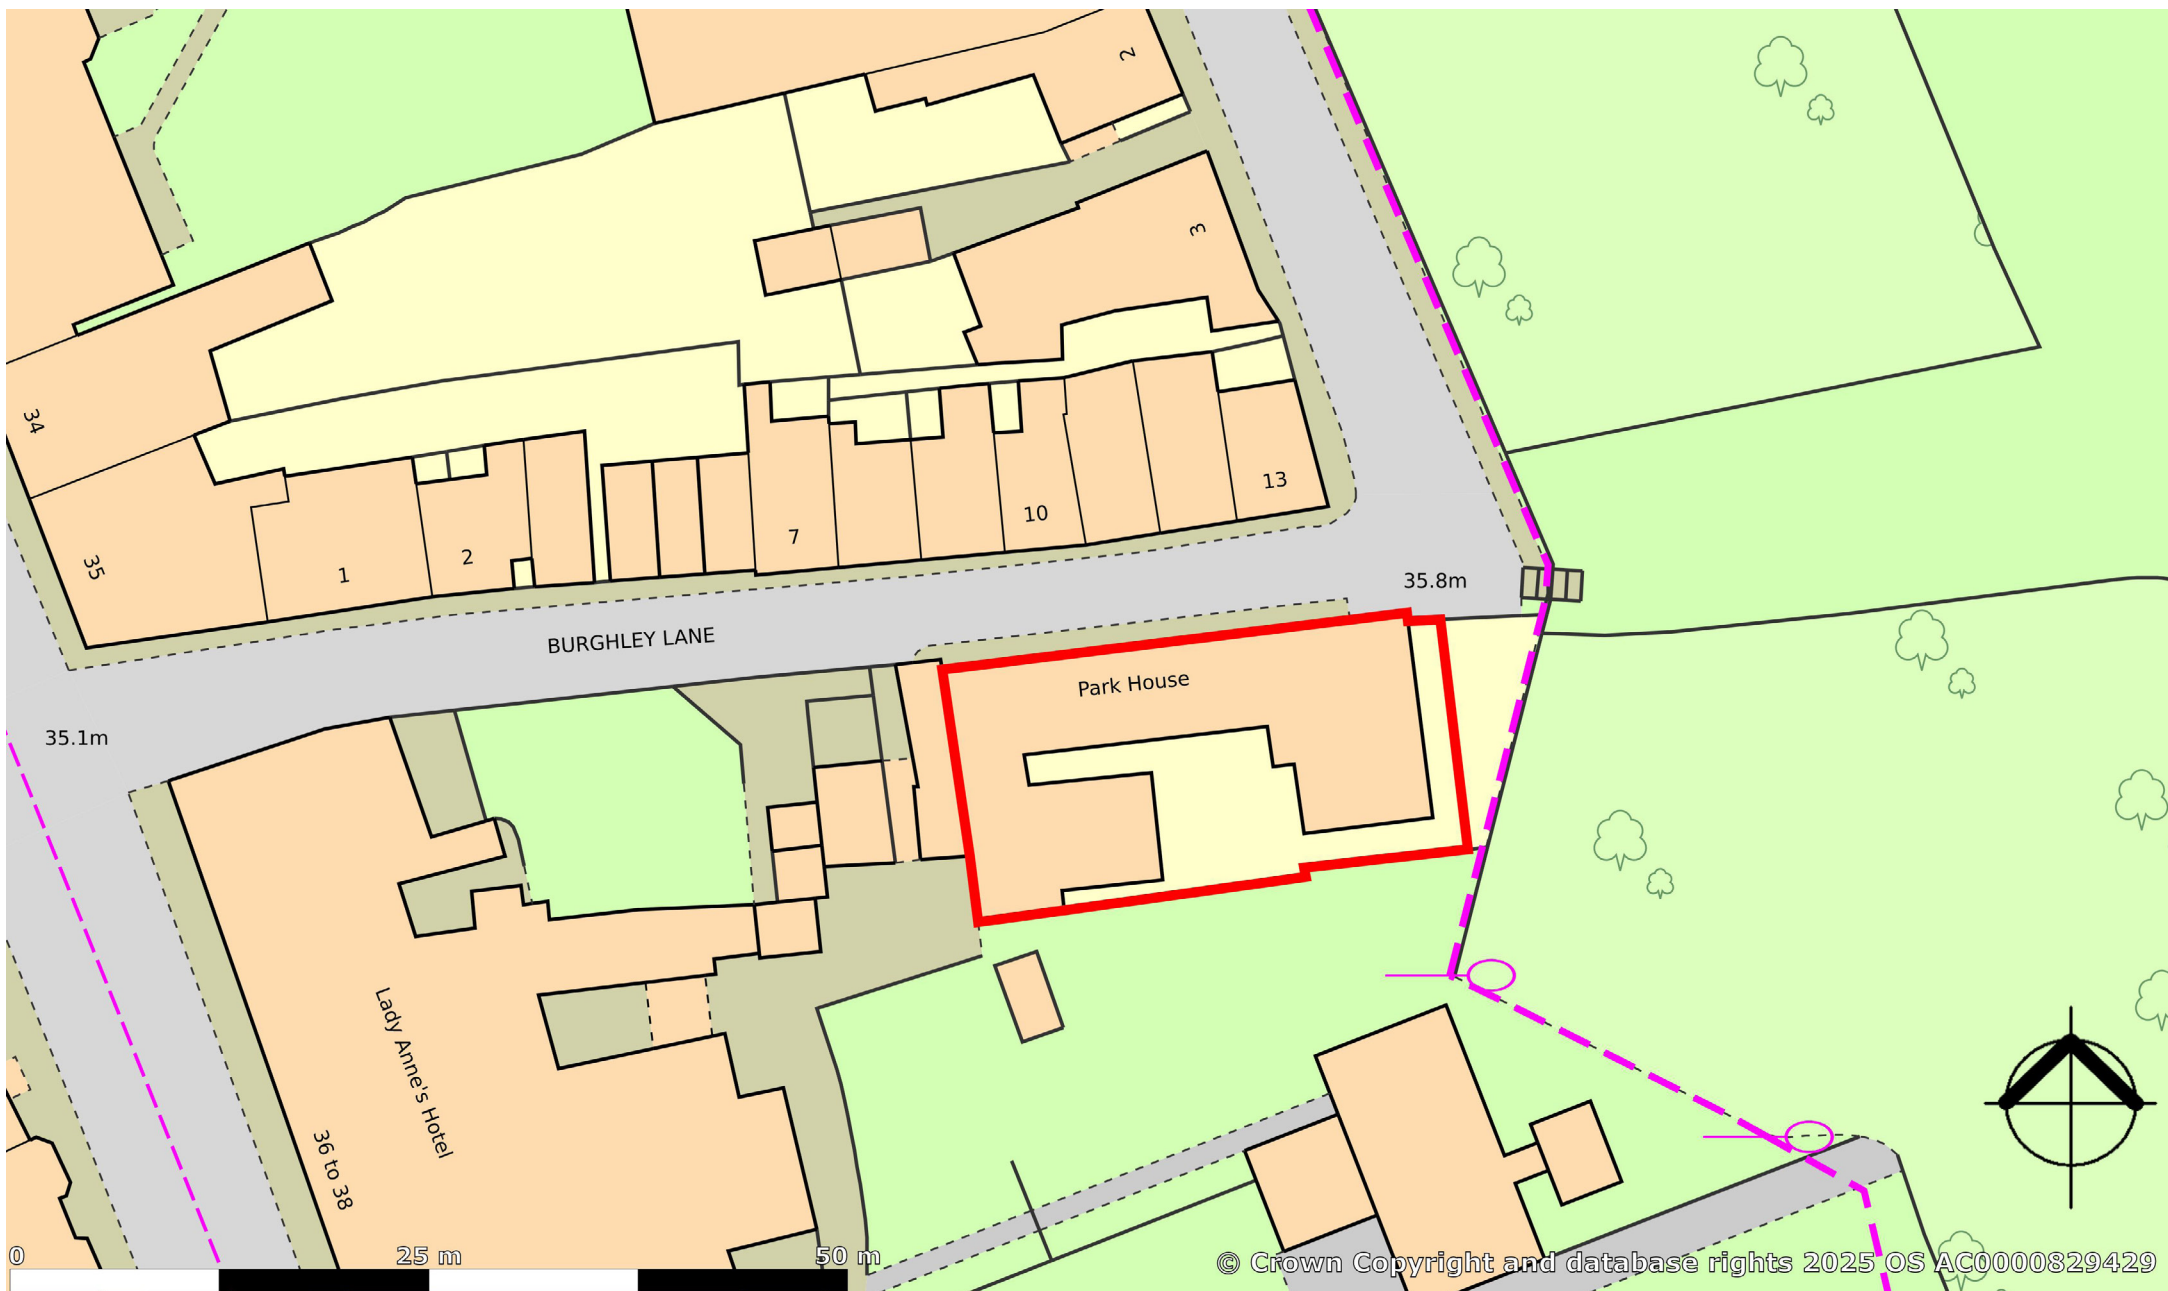 2
3
34
35
1
2
7
10
13
35.8m
BURGHLEY LANE
Park House
35.1m
Lady Anne's Hotel
36 to 38
0
25 m
50 m
© Crown Copyright and database rights 2025 OS AC0000829429